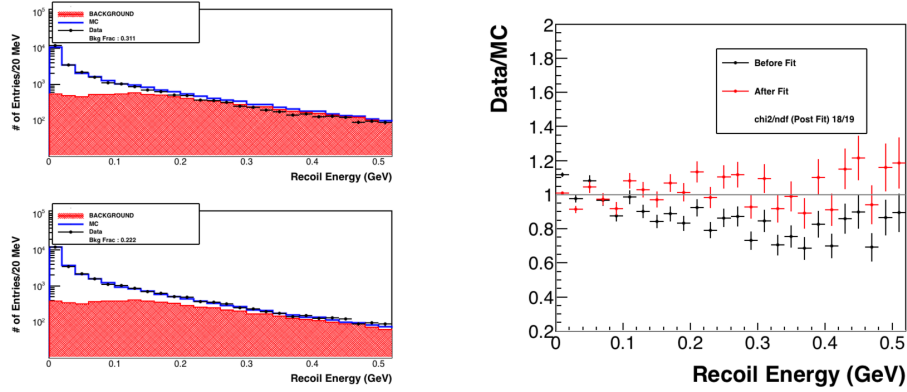 10⁵
BACKGROUND
MC
Data
Bkg Frac : 0.311
10⁴
10³
10²
# of Entries/20 MeV
0 0.1 0.2 0.3 0.4 0.5
Recoil Energy (GeV)
10⁵
BACKGROUND
MC
Data
Bkg Frac : 0.222
10⁴
10³
10²
# of Entries/20 MeV
0 0.1 0.2 0.3 0.4 0.5
Recoil Energy (GeV)
Data/MC
2
1.8
1.6
1.4
1.2
1
0.8
0.6
0.4
0.2
Before Fit
After Fit
chi2/ndf (Post Fit) 18/19
0 0.1 0.2 0.3 0.4 0.5
Recoil Energy (GeV)